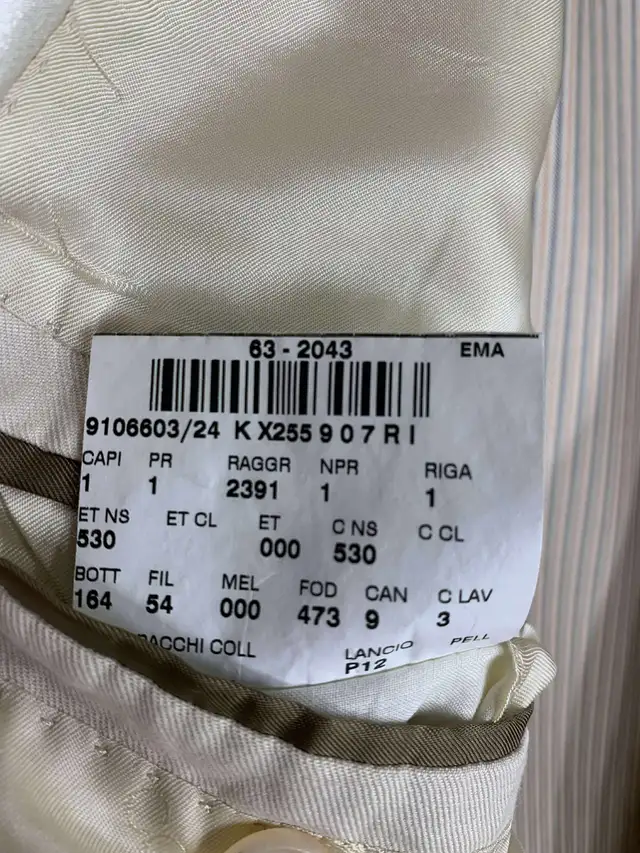 63 - 2043 EMA
9106603/24 K X255 9 0 7 R I
CAPI PR RAGGR NPR RIGA
1 1 2391 1 1
ET NS ET CL ET C NS C CL
530 000 530
BOTT FIL MEL FOD CAN C LAV
164 54 000 473 9 3
COLL LANCIO PELL
P12